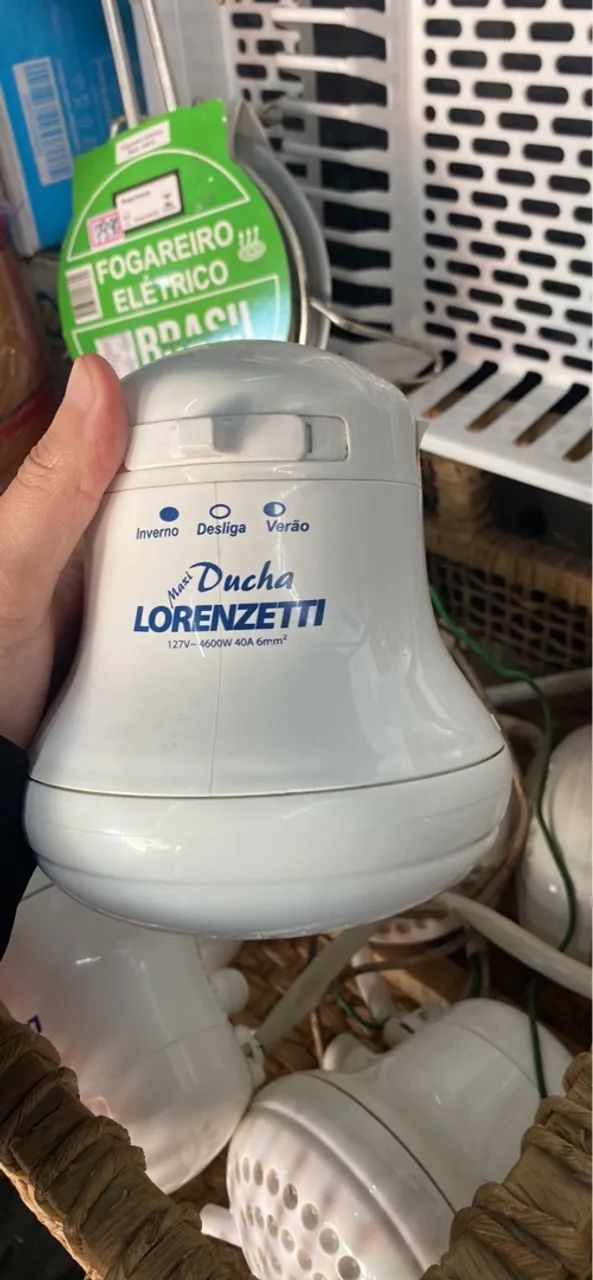 FOGAREIRO
ELÉTRICO
BRASIL
Inverno Desliga Verão
Maxi Ducha
LORENZETTI
127V~ 4600W 40A 6mm²